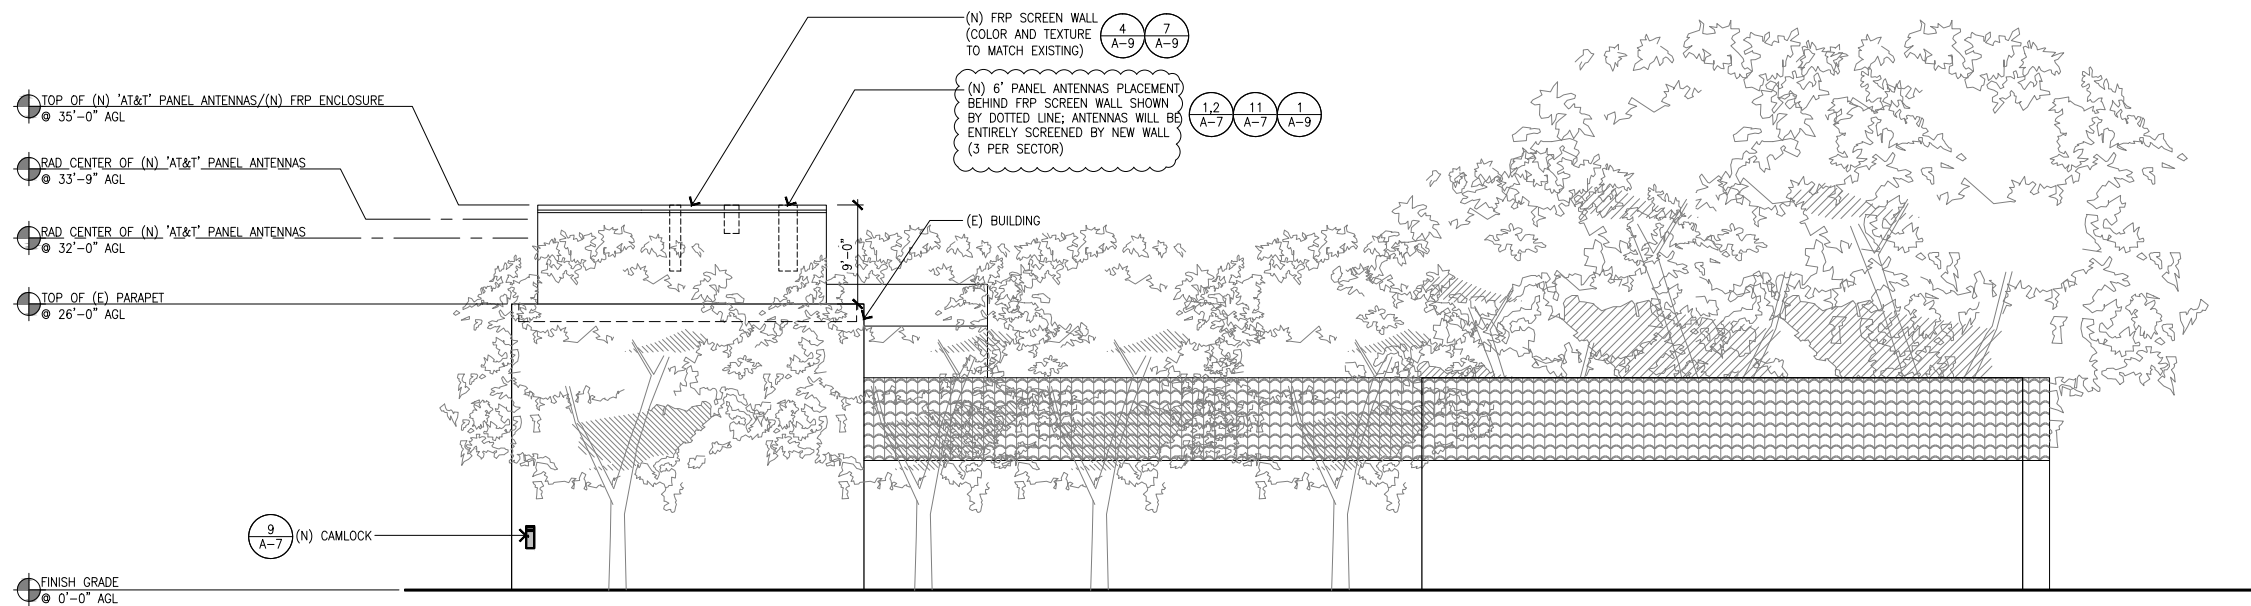 (N) FRP SCREEN WALL
(COLOR AND TEXTURE
TO MATCH EXISTING)
4
A-9
7
A-9
(N) 6' PANEL ANTENNAS PLACEMENT
BEHIND FRP SCREEN WALL SHOWN
BY DOTTED LINE; ANTENNAS WILL BE
ENTIRELY SCREENED BY NEW WALL
(3 PER SECTOR)
1,2
A-7
11
A-7
1
A-9
TOP OF (N) 'AT&T' PANEL ANTENNAS/(N) FRP ENCLOSURE
@ 35'-0" AGL
RAD CENTER OF (N) 'AT&T' PANEL ANTENNAS
@ 33'-9" AGL
RAD CENTER OF (N) 'AT&T' PANEL ANTENNAS
@ 32'-0" AGL
(E) BUILDING
9'-0"
TOP OF (E) PARAPET
@ 26'-0" AGL
9
A-7
(N) CAMLOCK
FINISH GRADE
@ 0'-0" AGL